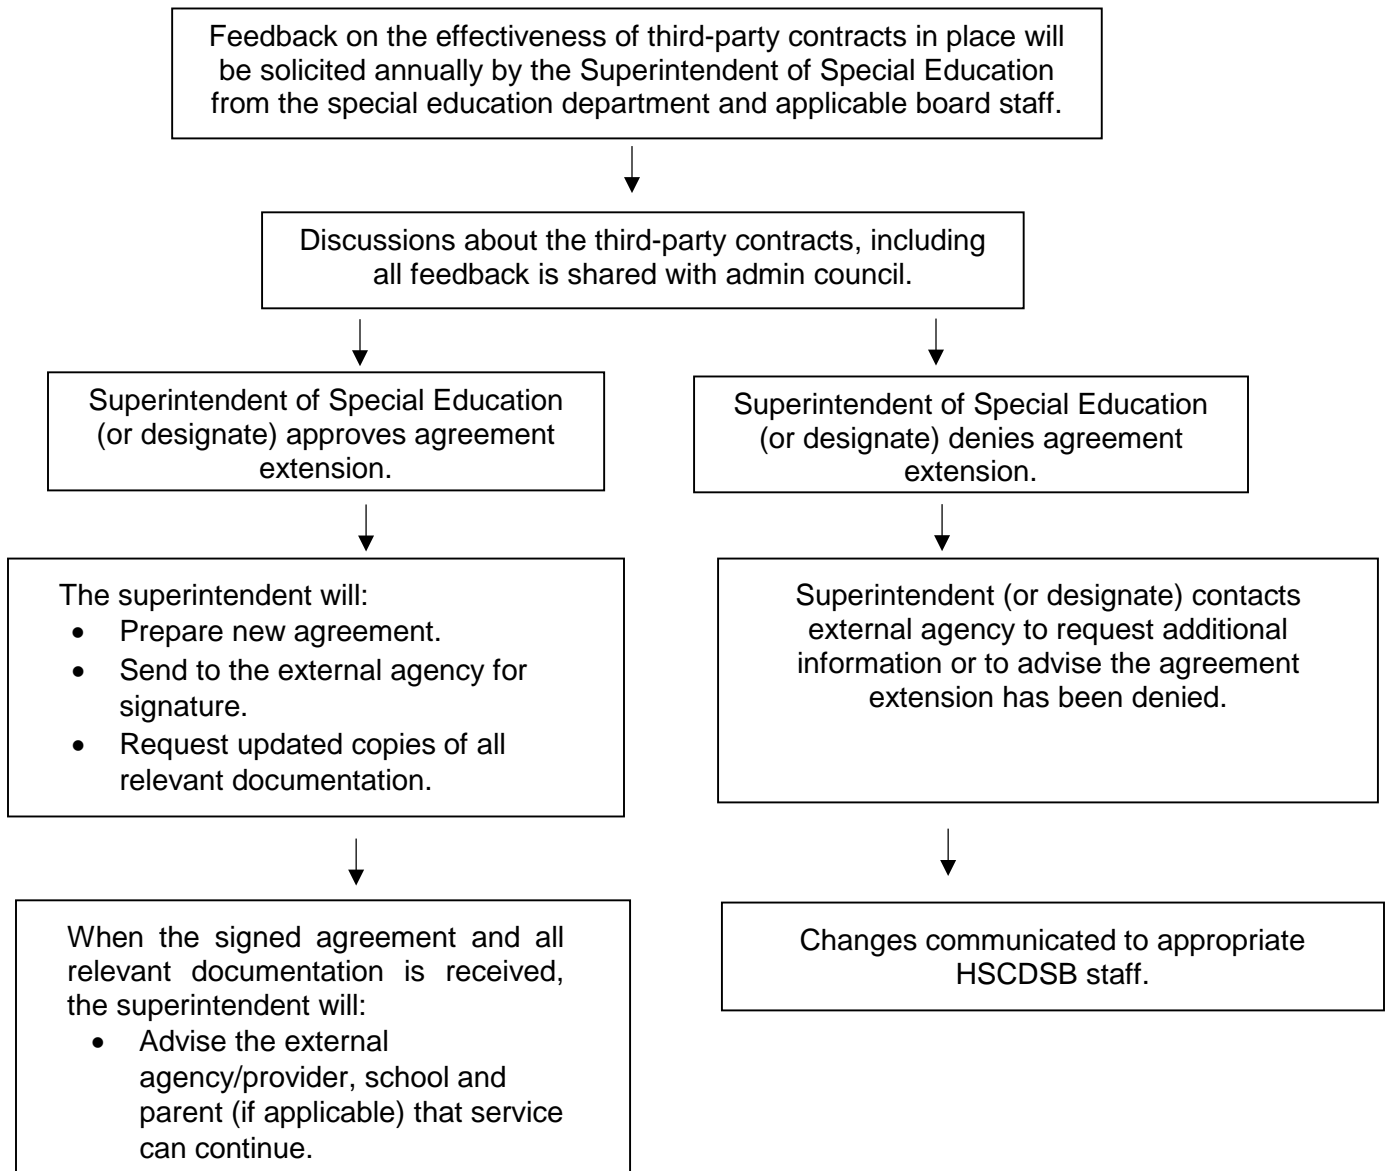 Feedback on the effectiveness of third-party contracts in place will
be solicited annually by the Superintendent of Special Education
from the special education department and applicable board staff.
Discussions about the third-party contracts, including
all feedback is shared with admin council.
Superintendent of Special Education
(or designate) approves agreement
extension.
Superintendent of Special Education
(or designate) denies agreement
extension.
The superintendent will:
• Prepare new agreement.
• Send to the external agency for
signature.
• Request updated copies of all
relevant documentation.
Superintendent (or designate) contacts
external agency to request additional
information or to advise the agreement
extension has been denied.
When the signed agreement and all
relevant documentation is received,
the superintendent will:
• Advise the external
agency/provider, school and
parent (if applicable) that service
can continue.
Changes communicated to appropriate
HSCDSB staff.